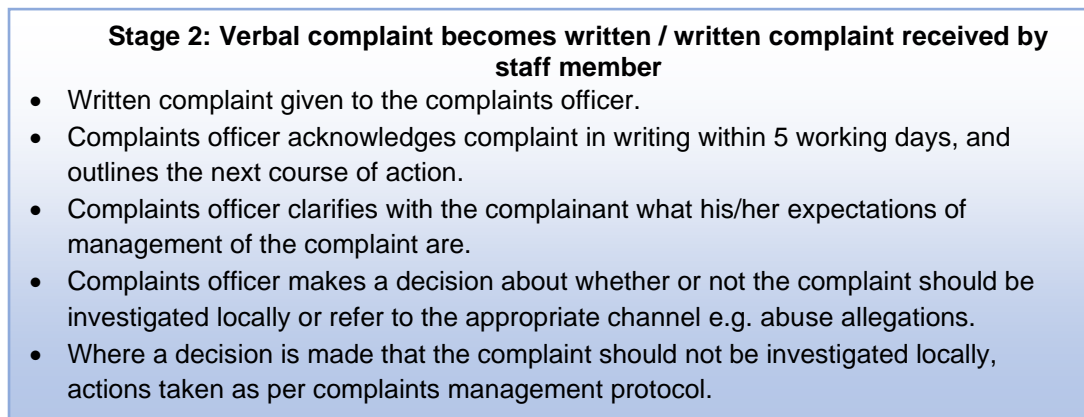 Stage 2: Verbal complaint becomes written / written complaint received by
staff member
• Written complaint given to the complaints officer.
• Complaints officer acknowledges complaint in writing within 5 working days, and
outlines the next course of action.
• Complaints officer clarifies with the complainant what his/her expectations of
management of the complaint are.
• Complaints officer makes a decision about whether or not the complaint should be
investigated locally or refer to the appropriate channel e.g. abuse allegations.
• Where a decision is made that the complaint should not be investigated locally,
actions taken as per complaints management protocol.